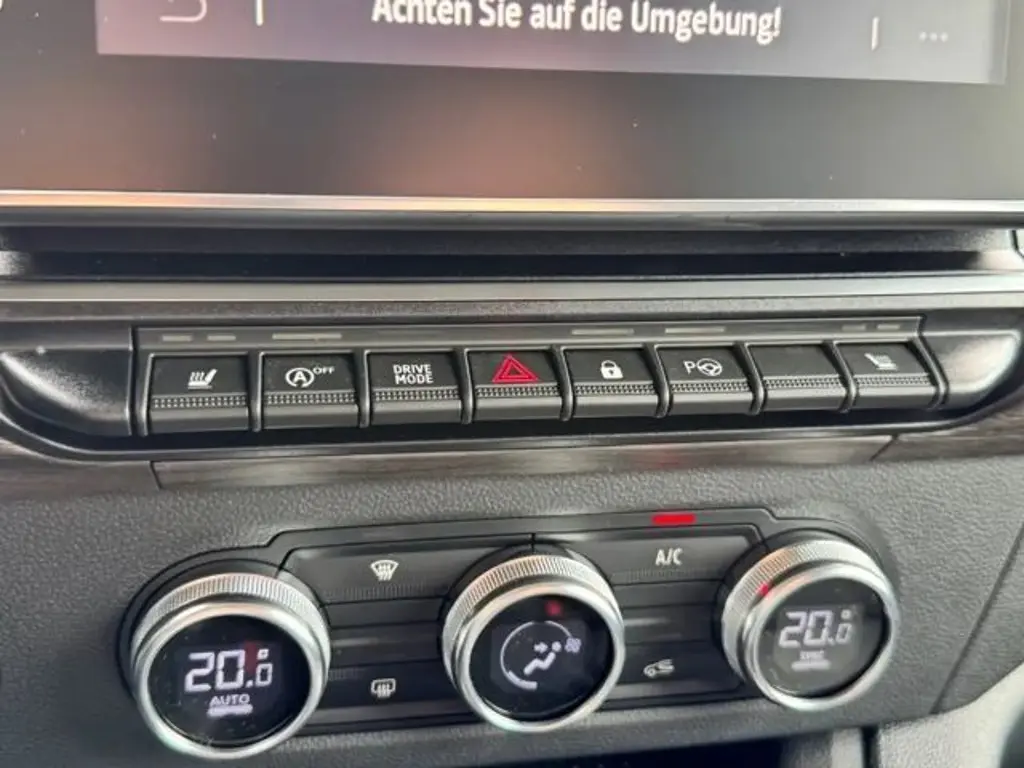 Achten Sie auf die Umgebung!
A OFF
DRIVE
MODE
P
A/C
20.0°
AUTO
20.0°
SYNC